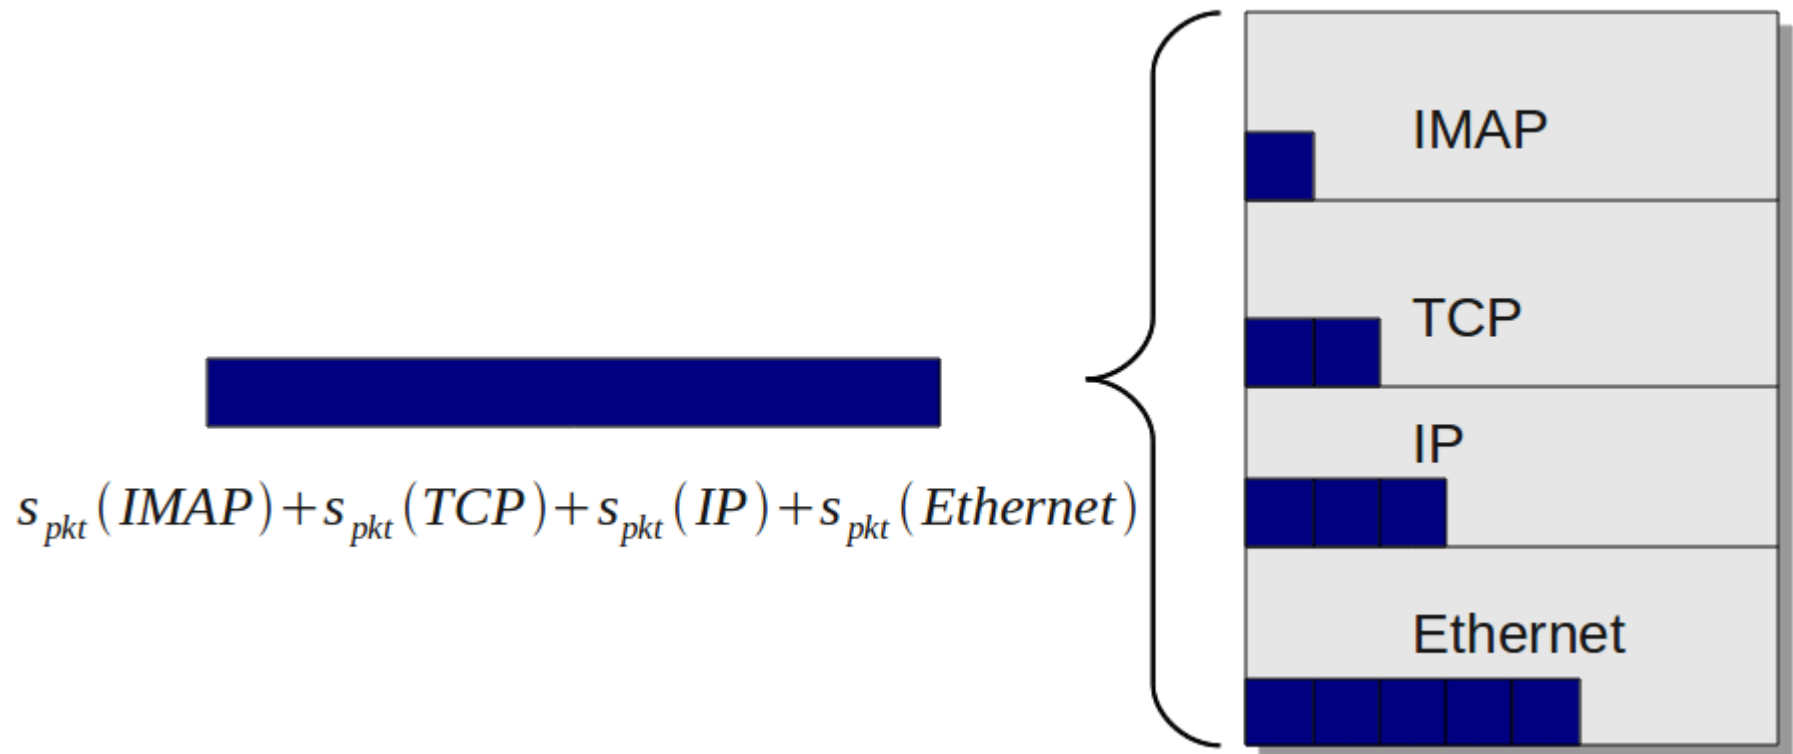 s_pkt(IMAP)+s_pkt(TCP)+s_pkt(IP)+s_pkt(Ethernet)
IMAP
TCP
IP
Ethernet